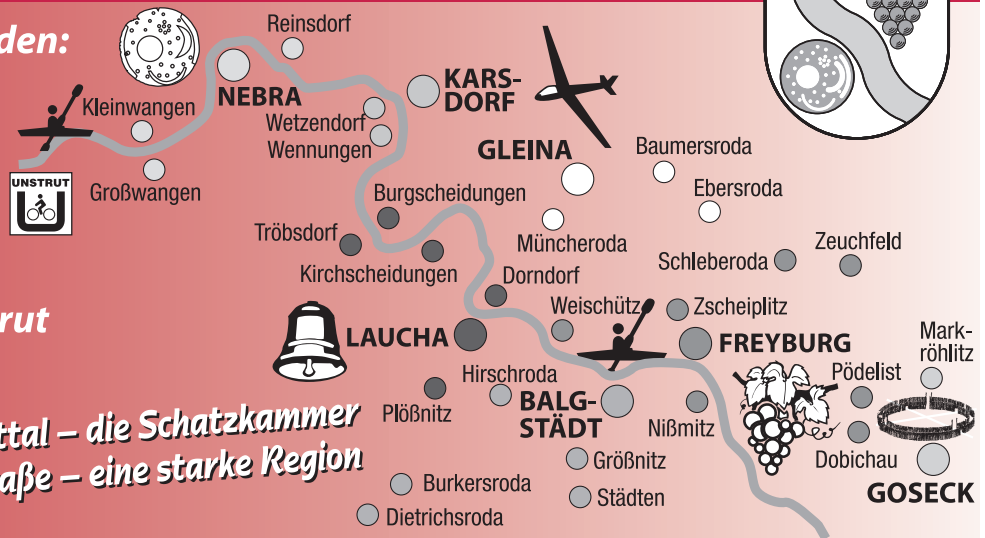 den:
Reinsdorf
NEBRA
Kleinwangen
Großwangen
UNSTRUT
KARS-
DORF
Wetzendorf
Wennungen
GLEINA
Baumersroda
Ebersroda
Müncheroda
Burgscheidungen
Tröbsdorf
Kirchscheidungen
Dorndorf
Schleberoda
Zeuchfeld
rut
LAUCHA
Weischütz
Zscheiplitz
FREYBURG
Mark-
röhlitz
Pödelist
Hirschroda
Plößnitz
BALG-
STÄDT
Nißmitz
Dobichau
GOSECK
ttal – die Schatzkammer
aße – eine starke Region
Größnitz
Burkersroda
Städten
Dietrichsroda